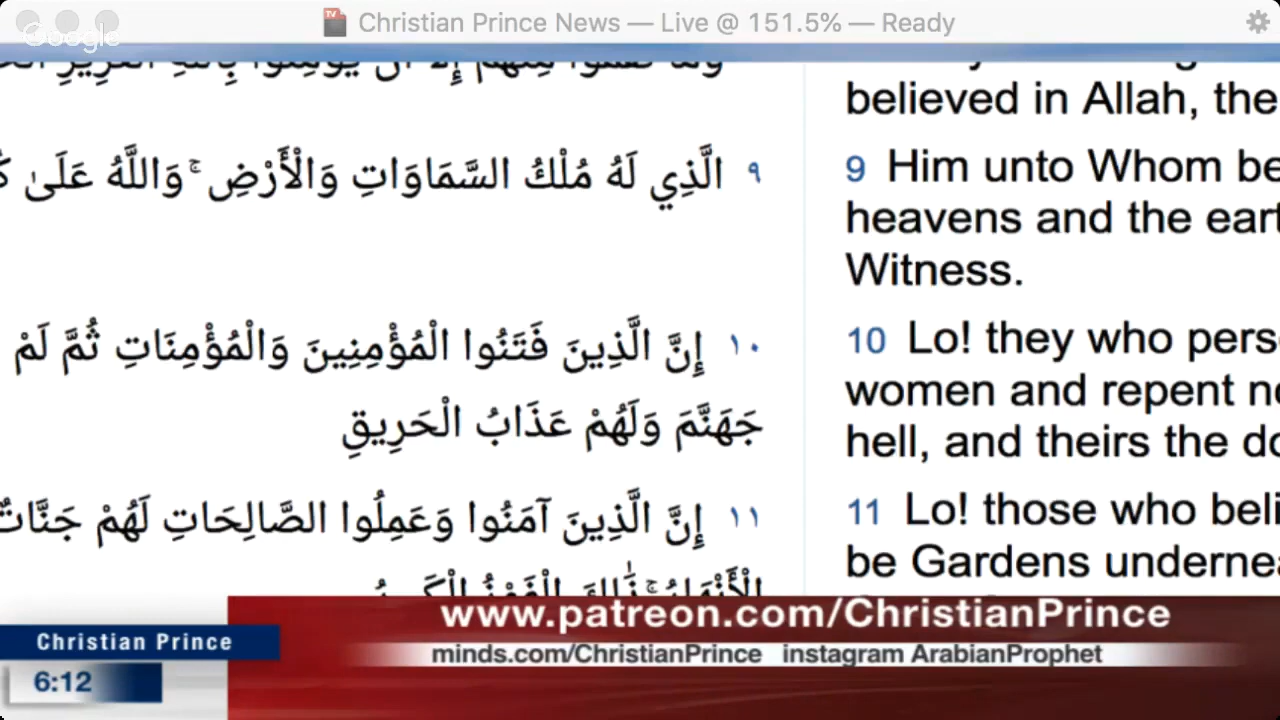 Christian Prince News — Live @ 151.5% — Ready
Google
الَّذِي لَهُ مُلْكُ السَّمَاوَاتِ وَالْأَرْضِ ۚ وَاللَّهُ عَلَىٰ
٩
إِنَّ الَّذِينَ فَتَنُوا الْمُؤْمِنِينَ وَالْمُؤْمِنَاتِ ثُمَّ لَمْ
١٠
جَهَنَّمَ وَلَهُمْ عَذَابُ الْحَرِيقِ
إِنَّ الَّذِينَ آمَنُوا وَعَمِلُوا الصَّالِحَاتِ لَهُمْ جَنَّاتٌ
١١
believed in Allah, the
9 Him unto Whom be
heavens and the eart
Witness.
10 Lo! they who pers
women and repent no
hell, and theirs the do
11 Lo! those who beli
be Gardens undernea
www.patreon.com/ChristianPrince
Christian Prince
minds.com/ChristianPrince instagram ArabianProphet
6:12